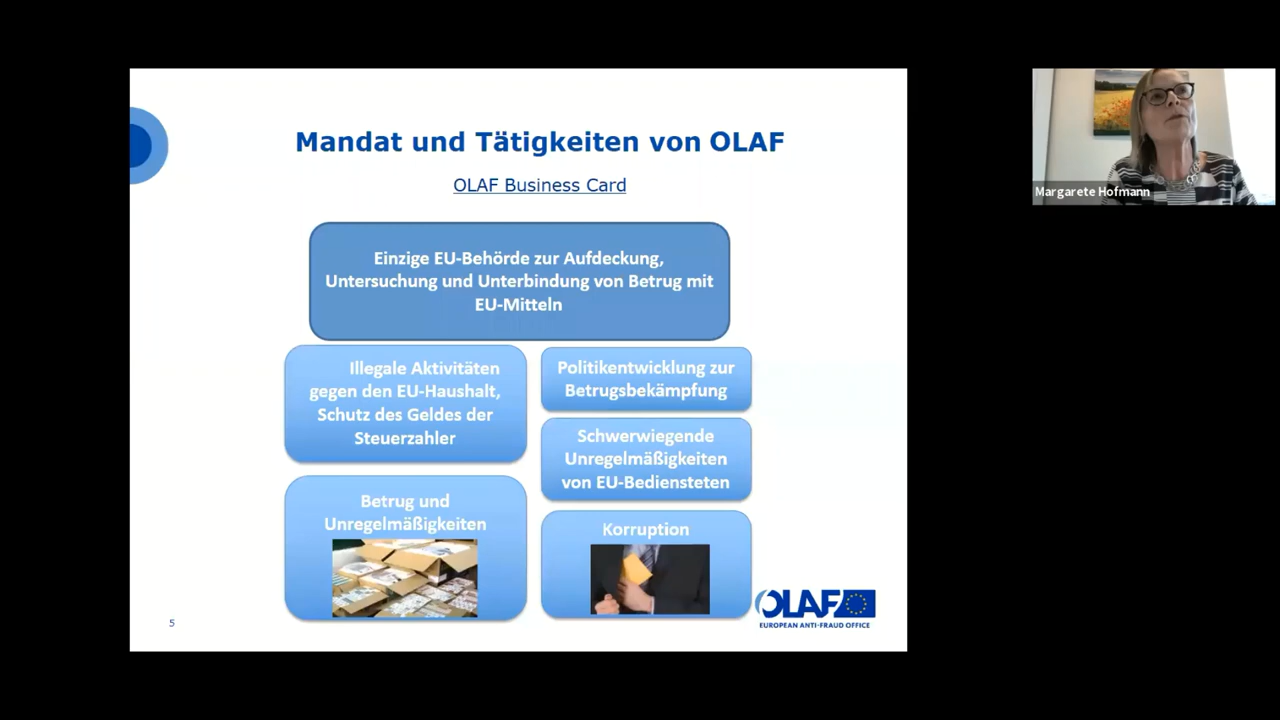 Mandat und Tätigkeiten von OLAF
OLAF Business Card
Einzige EU-Behörde zur Aufdeckung,
Untersuchung und Unterbindung von Betrug mit
EU-Mitteln
Illegale Aktivitäten
gegen den EU-Haushalt,
Schutz des Geldes der
Steuerzahler
Politikentwicklung zur
Betrugsbekämpfung
Schwerwiegende
Unregelmäßigkeiten
von EU-Bediensteten
Betrug und
Unregelmäßigkeiten
Korruption
OLAF
EUROPEAN ANTI-FRAUD OFFICE
5
Margarete Hofmann